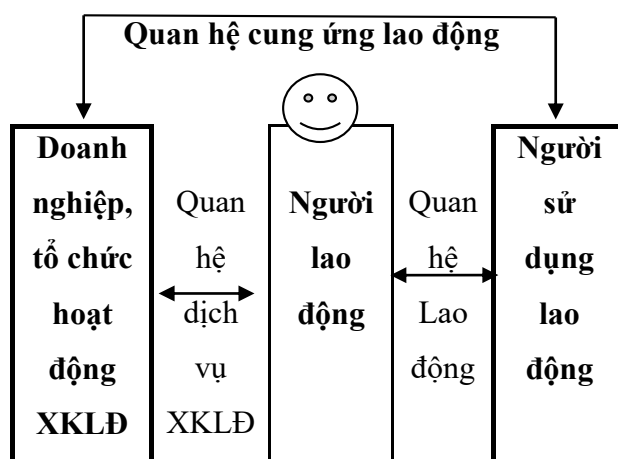 Quan hệ cung ứng lao động
Doanh
nghiệp,
tổ chức
hoạt
động
XKLĐ
Quan
hệ
dịch
vụ
XKLĐ
Người
lao
động
Quan
hệ
Lao
động
Người
sử
dụng
lao
động